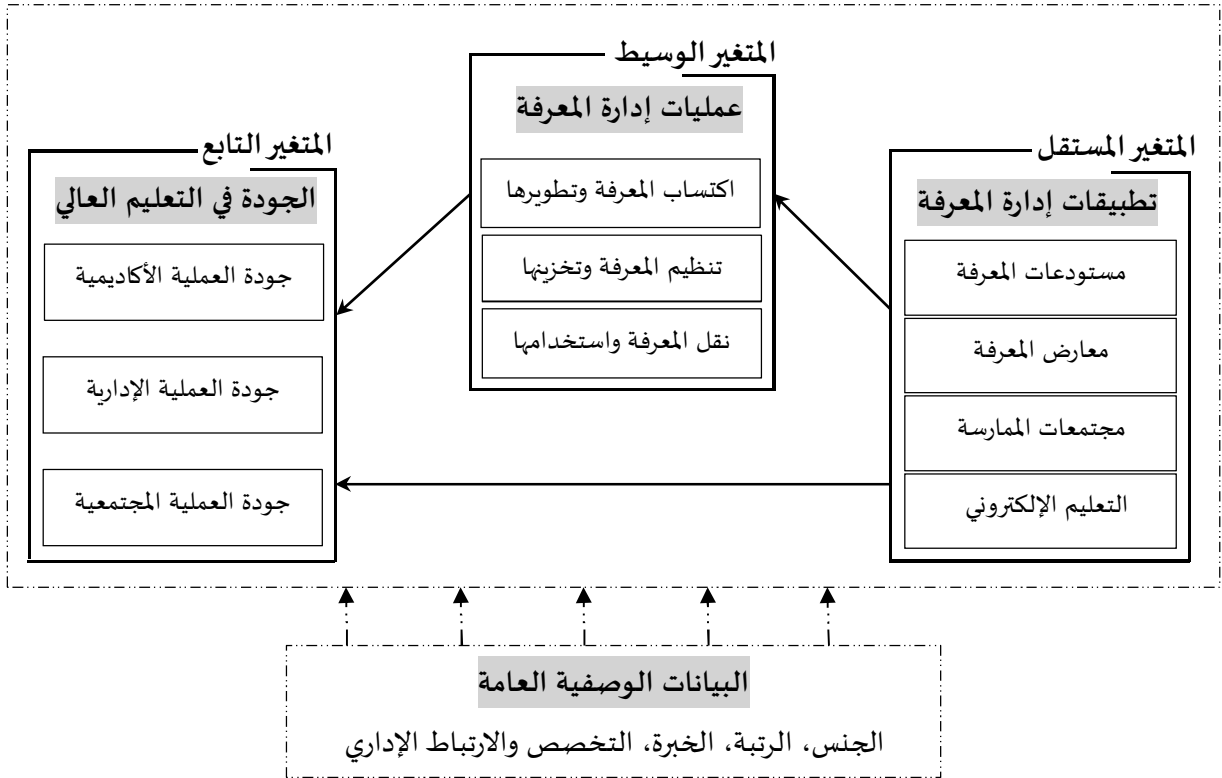 المتغير الوسيط
عمليات إدارة المعرفة
اكتساب المعرفة وتطويرها
تنظيم المعرفة وتخزينها
نقل المعرفة واستخدامها
المتغير المستقل
تطبيقات إدارة المعرفة
مستودعات المعرفة
معارض المعرفة
مجتمعات الممارسة
التعليم الإلكتروني
المتغير التابع
الجودة في التعليم العالي
جودة العملية الأكاديمية
جودة العملية الإدارية
جودة العملية المجتمعية
البيانات الوصفية العامة
الجنس، الرتبة، الخبرة، التخصص والارتباط الإداري